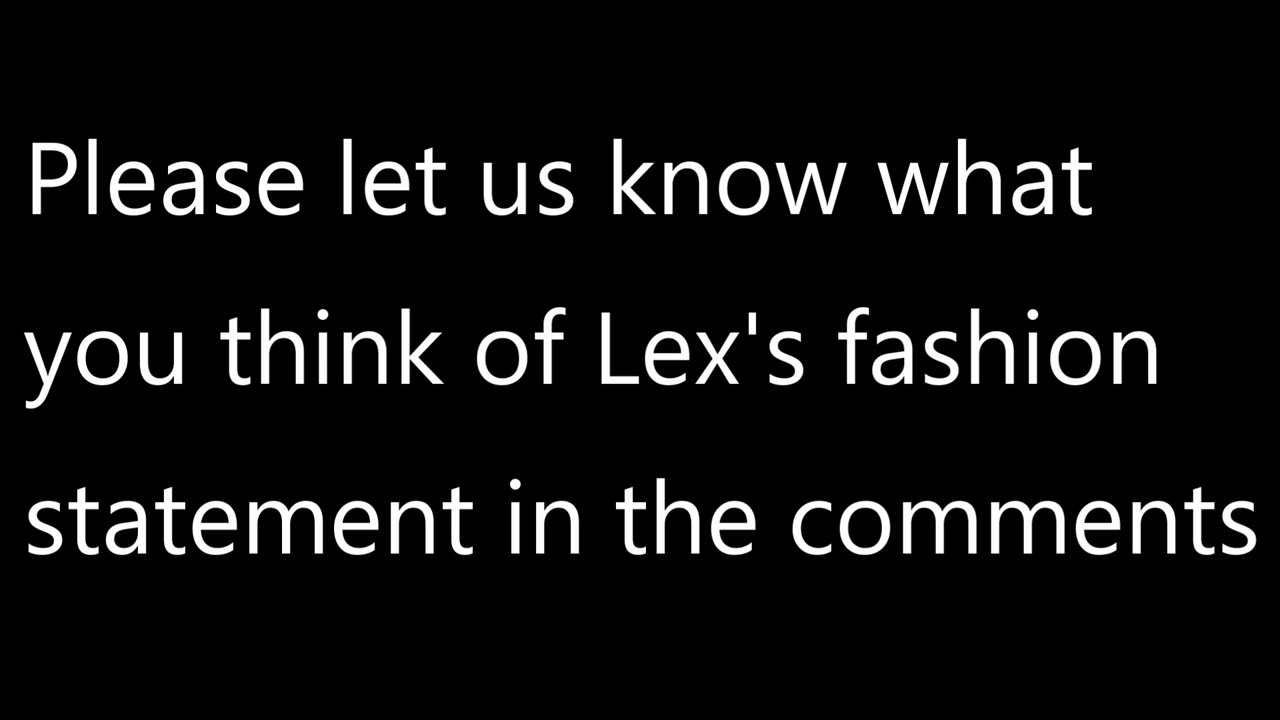 Please let us know what
you think of Lex's fashion
statement in the comments